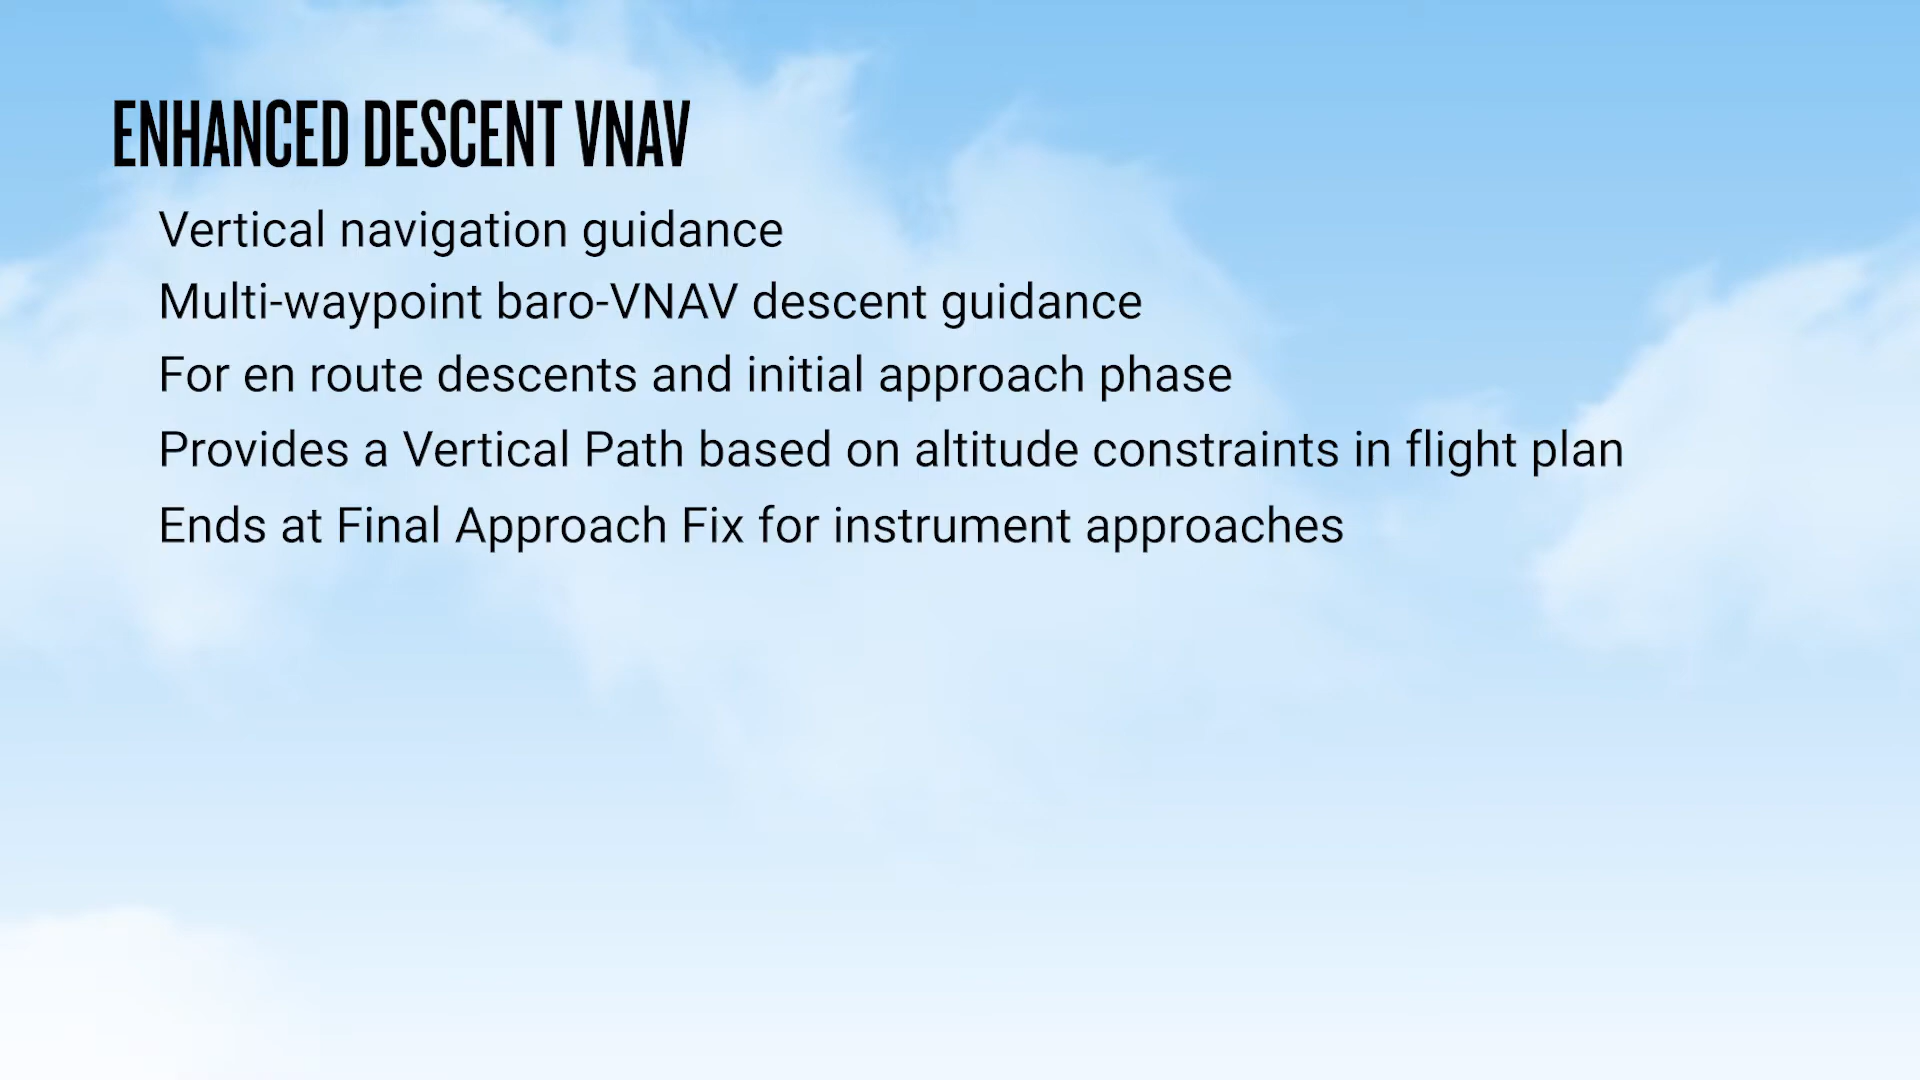 ENHANCED DESCENT VNAV
Vertical navigation guidance
Multi-waypoint baro-VNAV descent guidance
For en route descents and initial approach phase
Provides a Vertical Path based on altitude constraints in flight plan
Ends at Final Approach Fix for instrument approaches